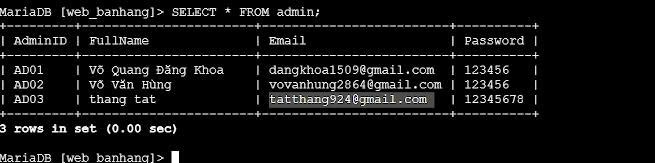 MariaDB [web_banhang]> SELECT * FROM admin;
+---------+---------------------+------------------------+----------+
| AdminID | FullName | Email | Password |
+---------+---------------------+------------------------+----------+
| AD01 | Võ Quang Đăng Khoa | dangkhoa1509@gmail.com | 123456 |
| AD02 | Võ Văn Hùng | vovanhung2864@gmail.com | 123456 |
| AD03 | thang tat | tatthang924@gmail.com | 12345678 |
+---------+---------------------+------------------------+----------+
3 rows in set (0.00 sec)
MariaDB [web_banhang]>